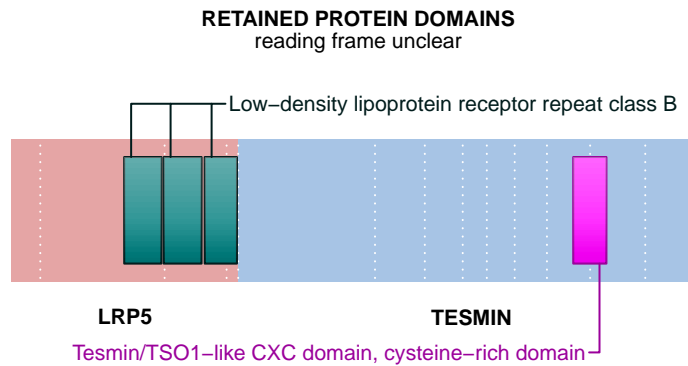 RETAINED PROTEIN DOMAINS
reading frame unclear
Low−density lipoprotein receptor repeat class B
LRP5 TESMIN
Tesmin/TSO1−like CXC domain, cysteine−rich domain